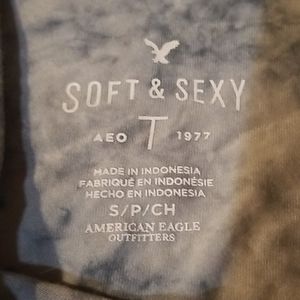 SOFT & SEXY
AEO T 1977
MADE IN INDONESIA
FABRIQUÉ EN INDONÉSIE
HECHO EN INDONESIA
S/P/CH
AMERICAN EAGLE
OUTFITTERS